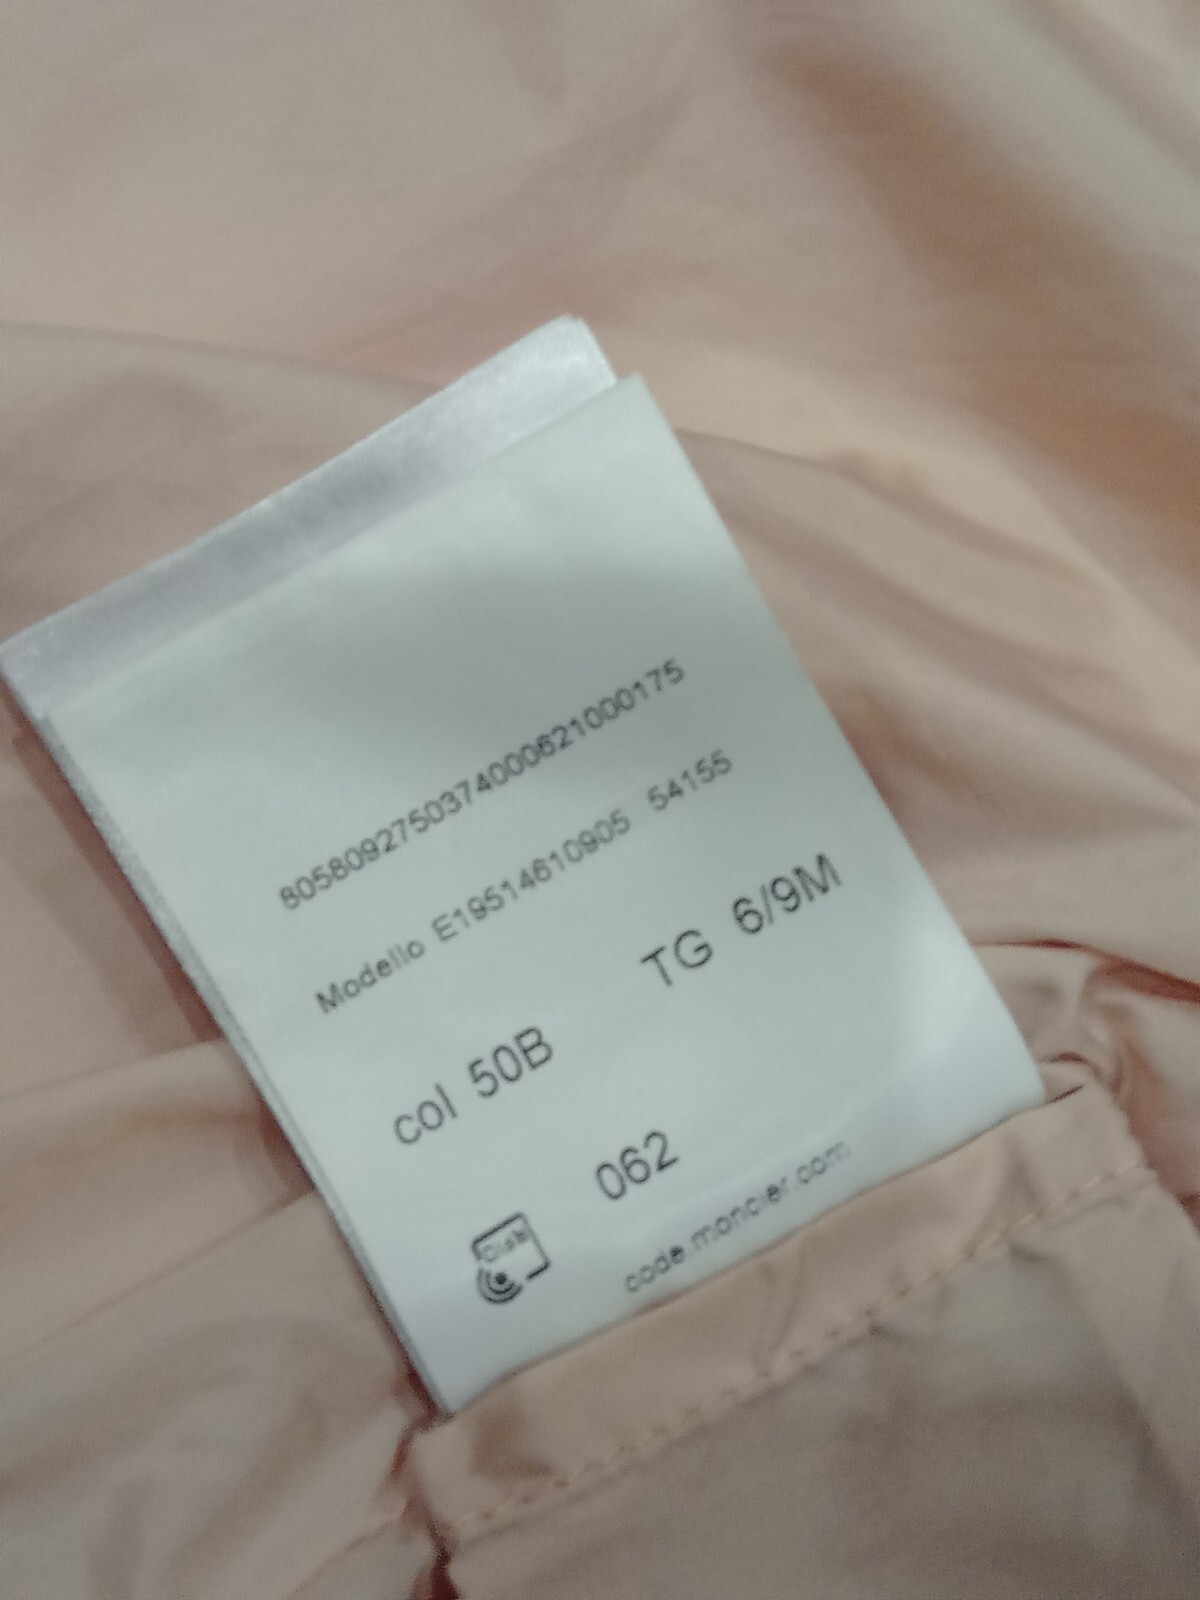 8058092750374000621000175
Modello E19514610905 54155
TG 6/9M
col 50B
062
code.moncler.com